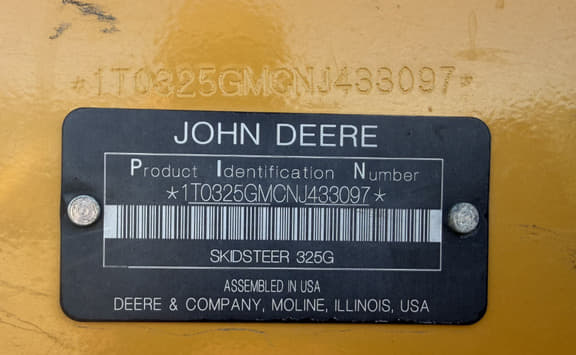 *1T0325GMCNJ433097*
JOHN DEERE
Product Identification Number
*1T0325GMCNJ433097*
SKIDSTEER 325G
ASSEMBLED IN USA
DEERE & COMPANY, MOLINE, ILLINOIS, USA